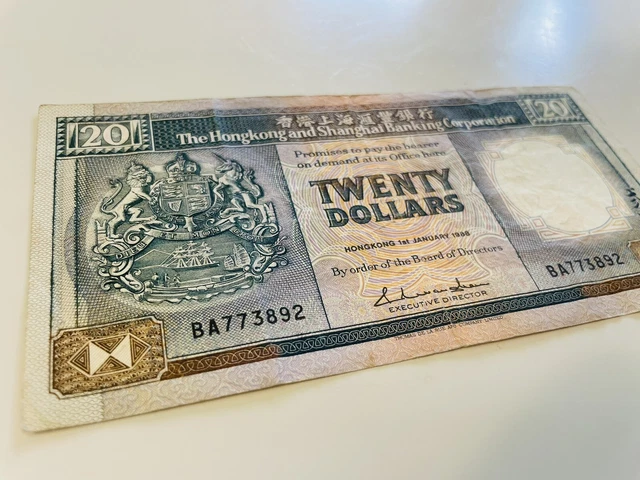 20
香港上海滙豐銀行
20
The Hongkong and Shanghai Banking Corporation
Promises to pay the bearer
on demand at its Office here
TWENTY
DOLLARS
HONGKONG 1st JANUARY 1988
By order of the Board of Directors
EXECUTIVE DIRECTOR
BA773892
BA773892